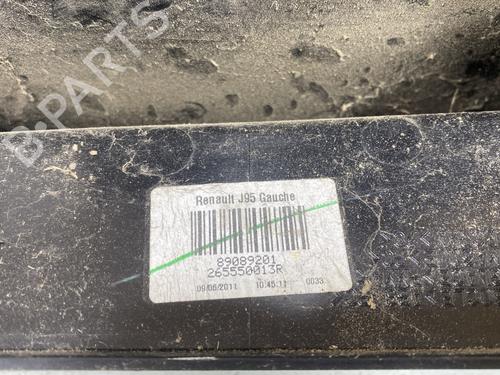 B-PARTS
Renault J95 Gauche
89089201
265550013R
09/06/2011 10:45:11 0033